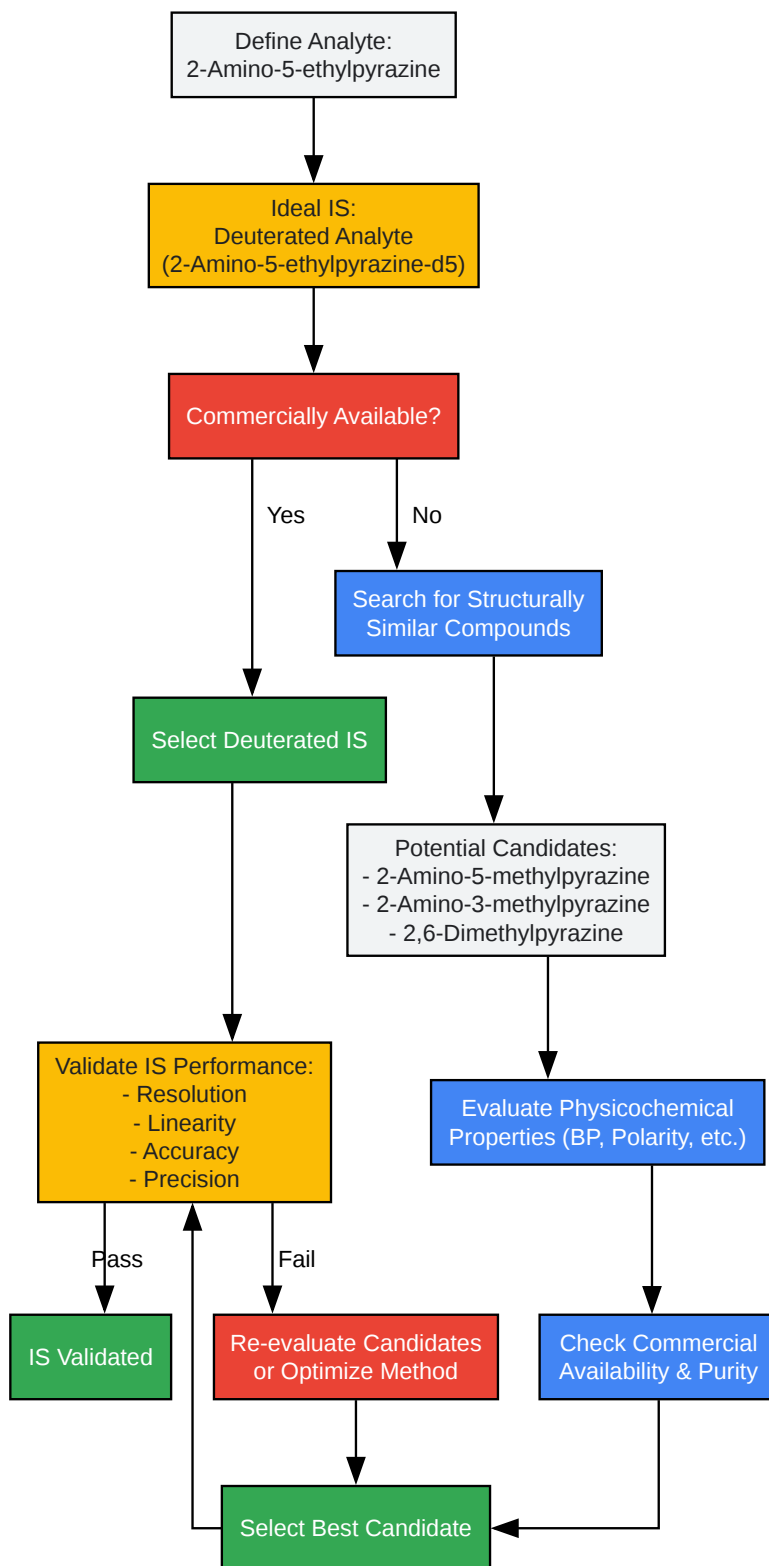 Define Analyte:
2-Amino-5-ethylpyrazine
Ideal IS:
Deuterated Analyte
(2-Amino-5-ethylpyrazine-d5)
Commercially Available?
Yes
No
Search for Structurally
Similar Compounds
Select Deuterated IS
Potential Candidates:
- 2-Amino-5-methylpyrazine
- 2-Amino-3-methylpyrazine
- 2,6-Dimethylpyrazine
Validate IS Performance:
- Resolution
- Linearity
- Accuracy
- Precision
Evaluate Physicochemical
Properties (BP, Polarity, etc.)
Pass
Fail
IS Validated
Re-evaluate Candidates
or Optimize Method
Check Commercial
Availability & Purity
Select Best Candidate